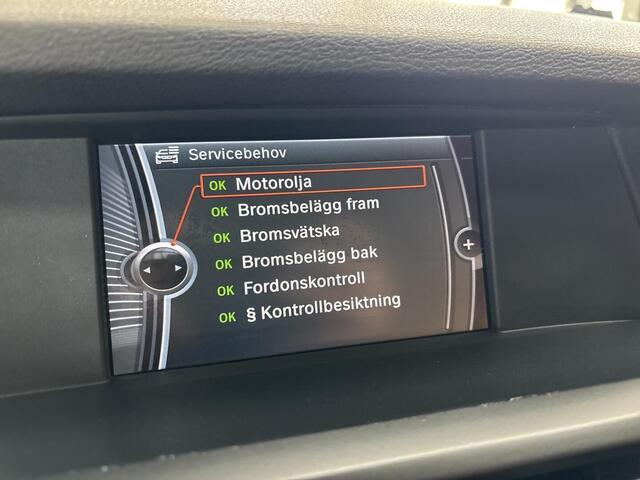 Servicebehov
OK Motorolja
OK Bromsbelägg fram
OK Bromsvätska
OK Bromsbelägg bak
OK Fordonskontroll
OK § Kontrollbesiktning